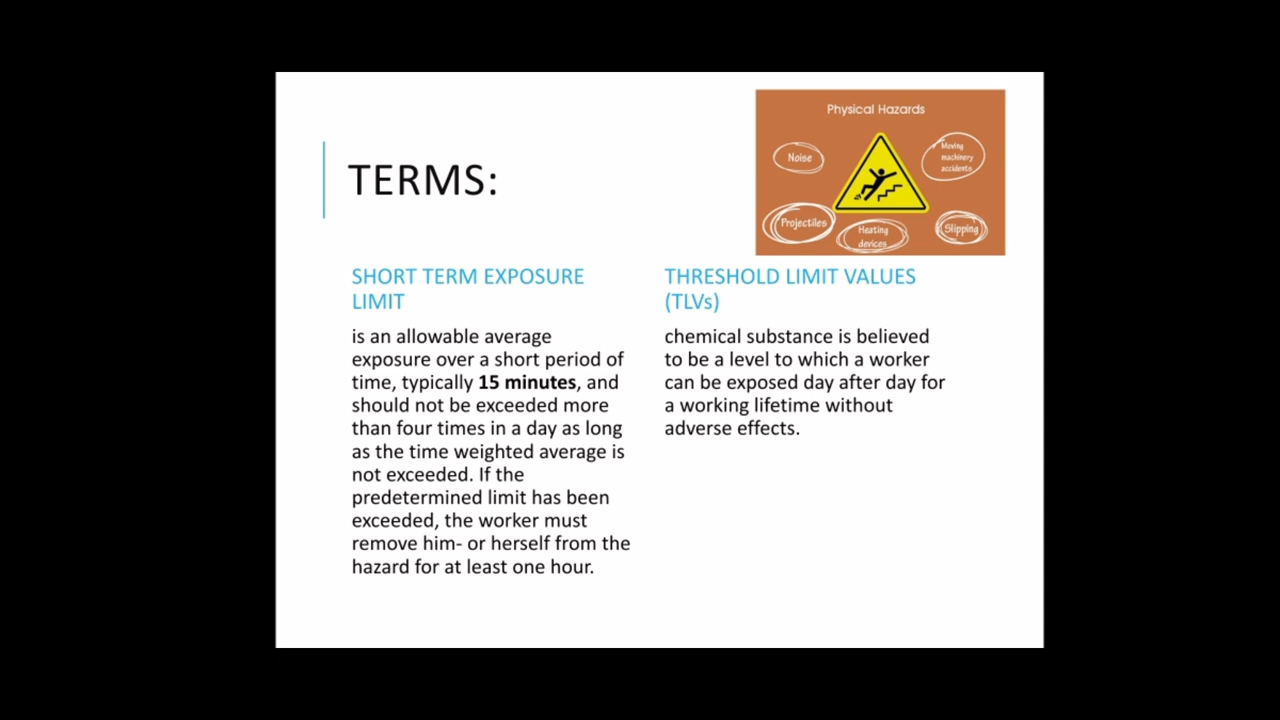 Physical Hazards
Noise
Moving
machinery
accidents
Projectiles
Heating
devices
Slipping
TERMS:
SHORT TERM EXPOSURE
LIMIT
is an allowable average
exposure over a short period of
time, typically 15 minutes, and
should not be exceeded more
than four times in a day as long
as the time weighted average is
not exceeded. If the
predetermined limit has been
exceeded, the worker must
remove him- or herself from the
hazard for at least one hour.
THRESHOLD LIMIT VALUES
(TLVs)
chemical substance is believed
to be a level to which a worker
can be exposed day after day for
a working lifetime without
adverse effects.